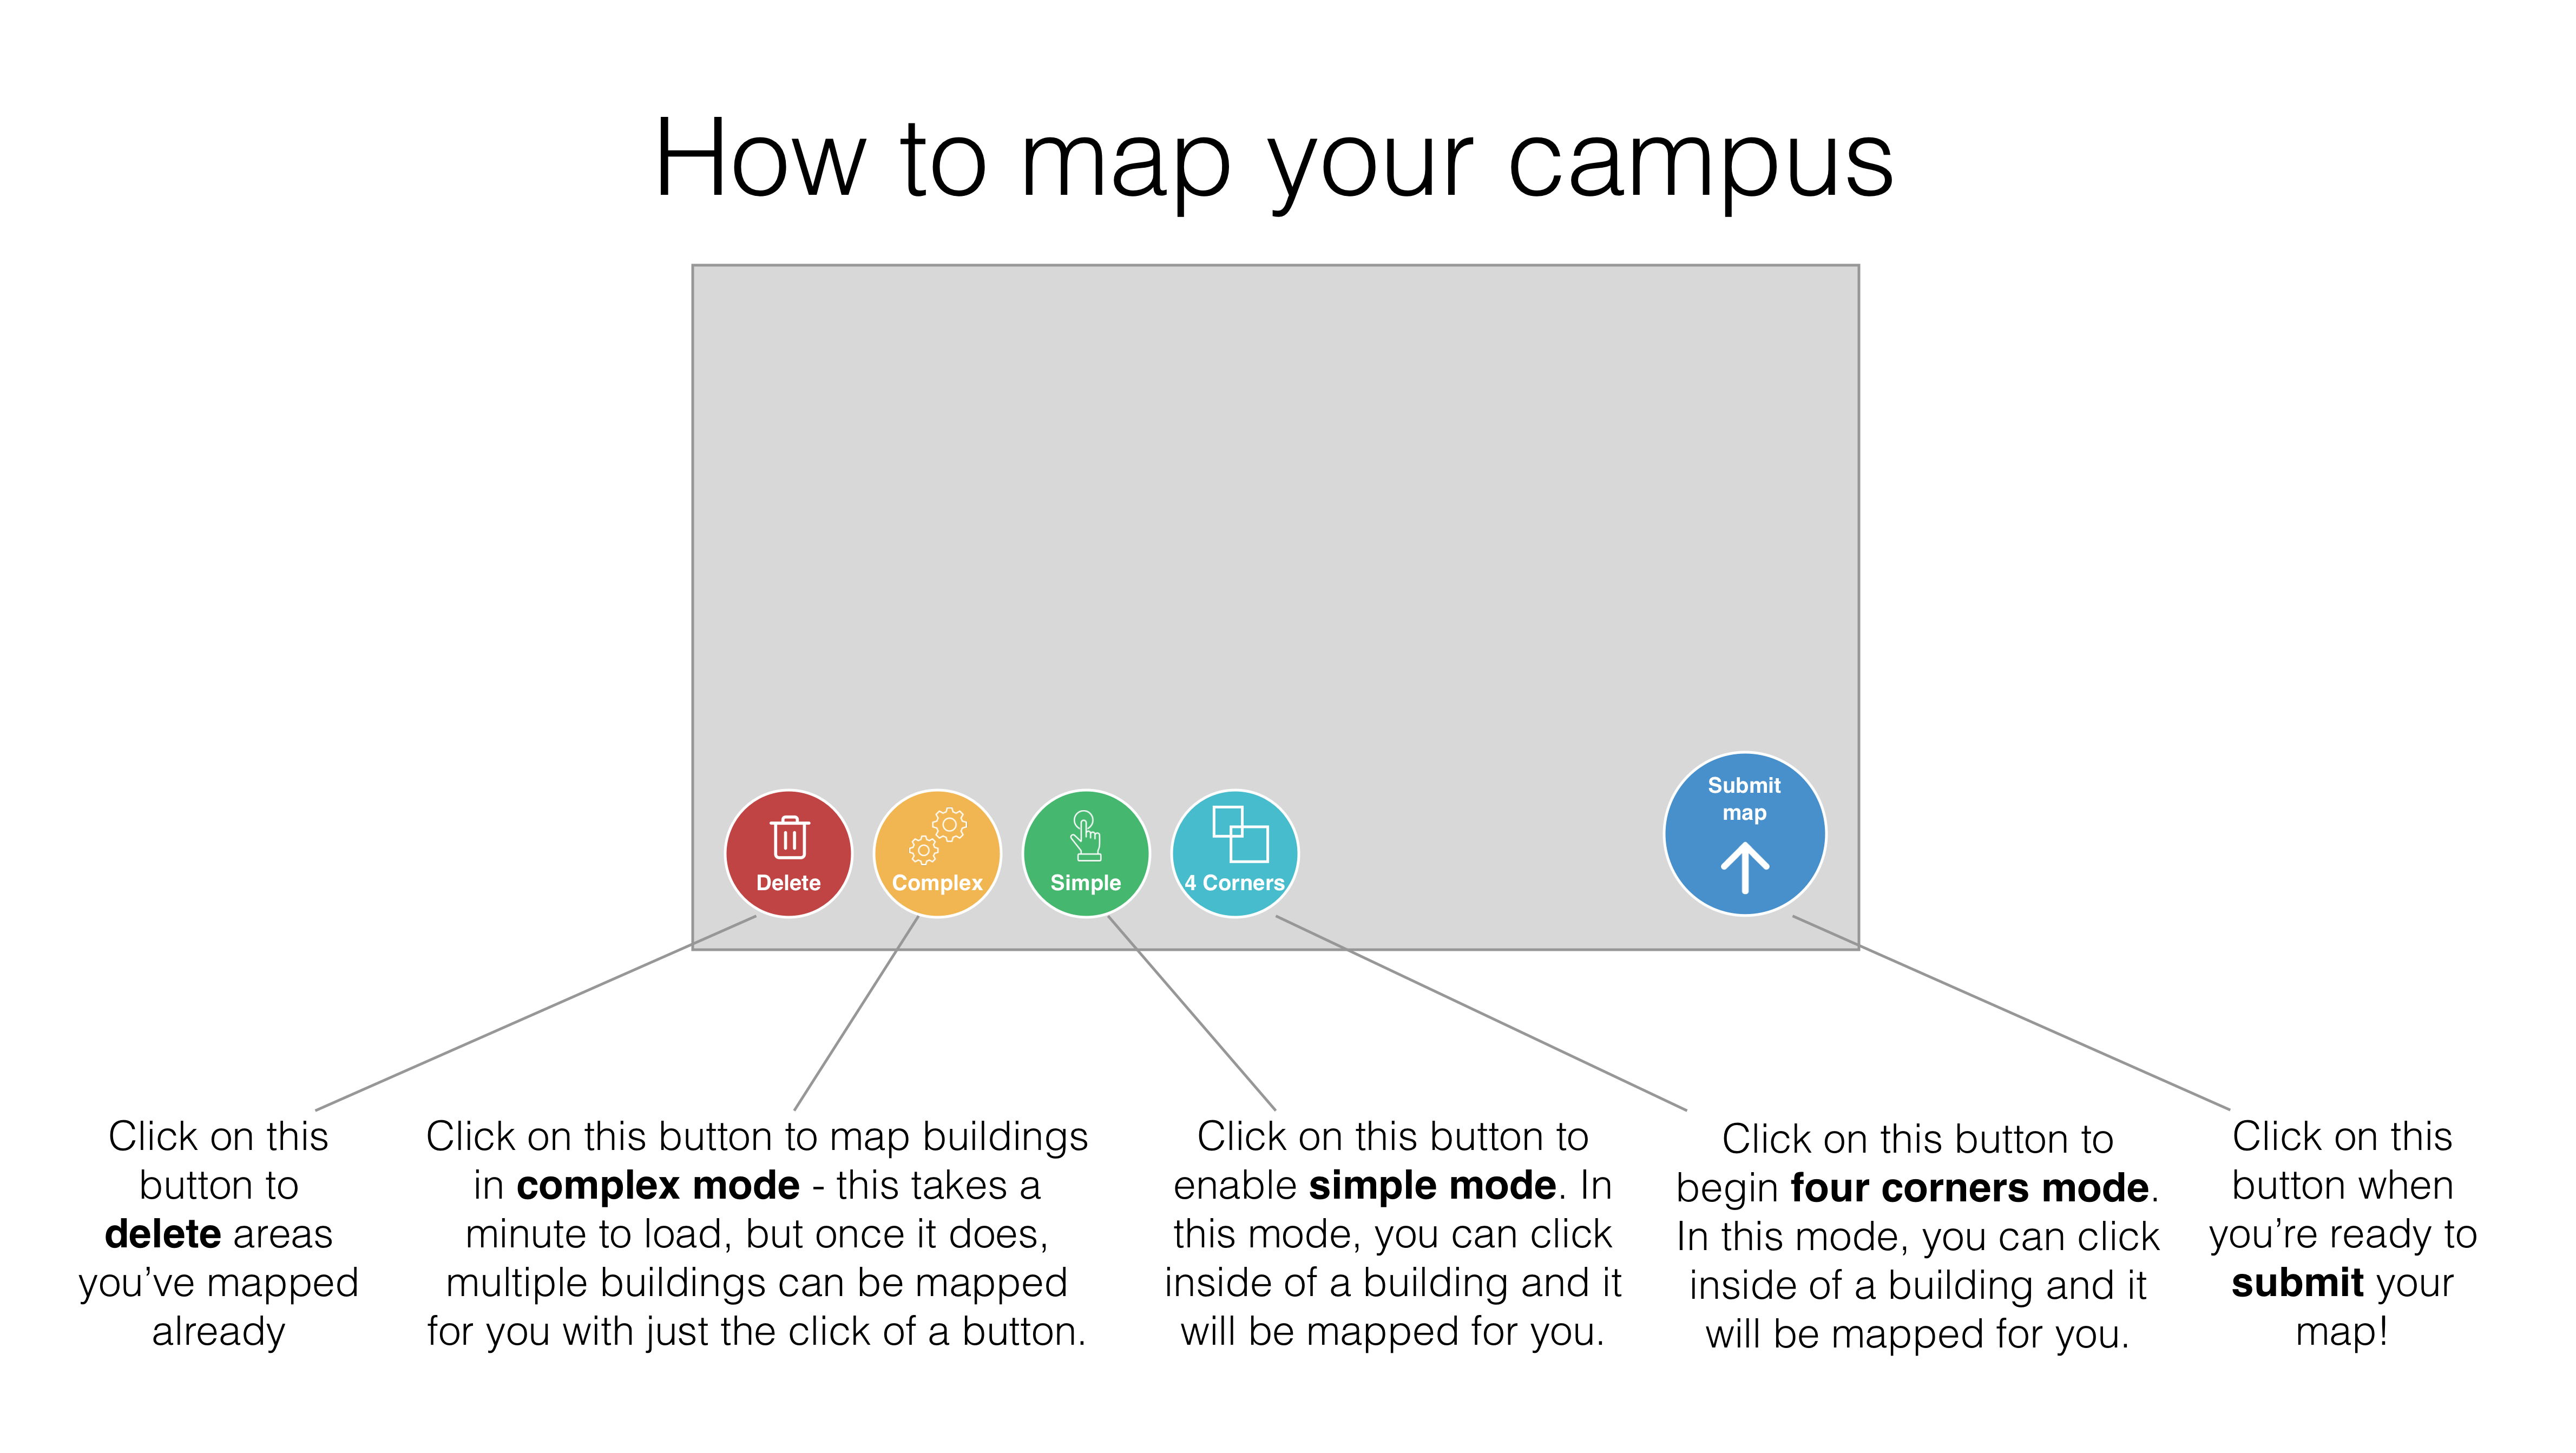 How to map your campus
Submit
map
Delete
Complex
Simple
4 Corners
Click on this
button to
delete areas
you’ve mapped
already
Click on this button to map buildings
in complex mode - this takes a
minute to load, but once it does,
multiple buildings can be mapped
for you with just the click of a button.
Click on this button to
enable simple mode. In
this mode, you can click
inside of a building and it
will be mapped for you.
Click on this button to
begin four corners mode.
In this mode, you can click
inside of a building and it
will be mapped for you.
Click on this
button when
you’re ready to
submit your
map!